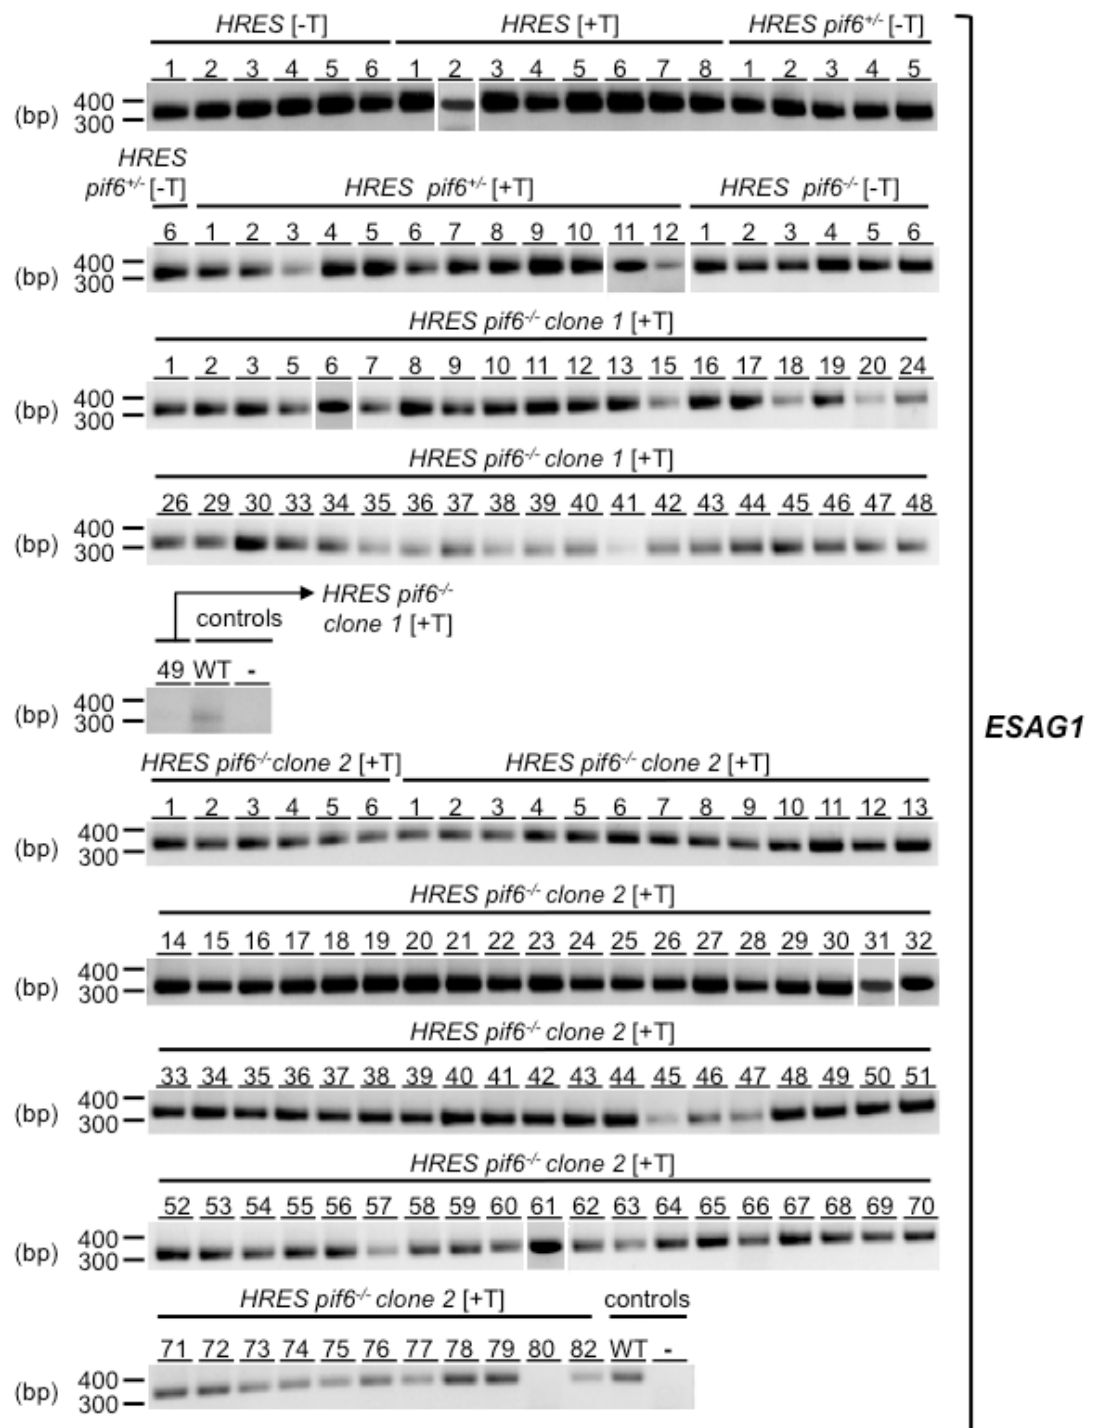 HRES [-T] HRES [+T] HRES pif6+/- [-T]
1 2 3 4 5 6 1 2 3 4 5 6 7 8 1 2 3 4 5
(bp) 400
300
HRES
pif6+/- [-T] HRES pif6+/- [+T] HRES pif6-/- [-T]
6 1 2 3 4 5 6 7 8 9 10 11 12 1 2 3 4 5 6
(bp) 400
300
HRES pif6-/- clone 1 [+T]
1 2 3 5 6 7 8 9 10 11 12 13 15 16 17 18 19 20 24
(bp) 400
300
HRES pif6-/- clone 1 [+T]
26 29 30 33 34 35 36 37 38 39 40 41 42 43 44 45 46 47 48
(bp) 400
300
HRES pif6-/-
controls clone 1 [+T]
49 WT -
(bp) 400
300
ESAG1
HRES pif6-/- clone 2 [+T] HRES pif6-/- clone 2 [+T]
1 2 3 4 5 6 1 2 3 4 5 6 7 8 9 10 11 12 13
(bp) 400
300
HRES pif6-/- clone 2 [+T]
14 15 16 17 18 19 20 21 22 23 24 25 26 27 28 29 30 31 32
(bp) 400
300
HRES pif6-/- clone 2 [+T]
33 34 35 36 37 38 39 40 41 42 43 44 45 46 47 48 49 50 51
(bp) 400
300
HRES pif6-/- clone 2 [+T]
52 53 54 55 56 57 58 59 60 61 62 63 64 65 66 67 68 69 70
(bp) 400
300
HRES pif6-/- clone 2 [+T] controls
71 72 73 74 75 76 77 78 79 80 82 WT -
(bp) 400
300